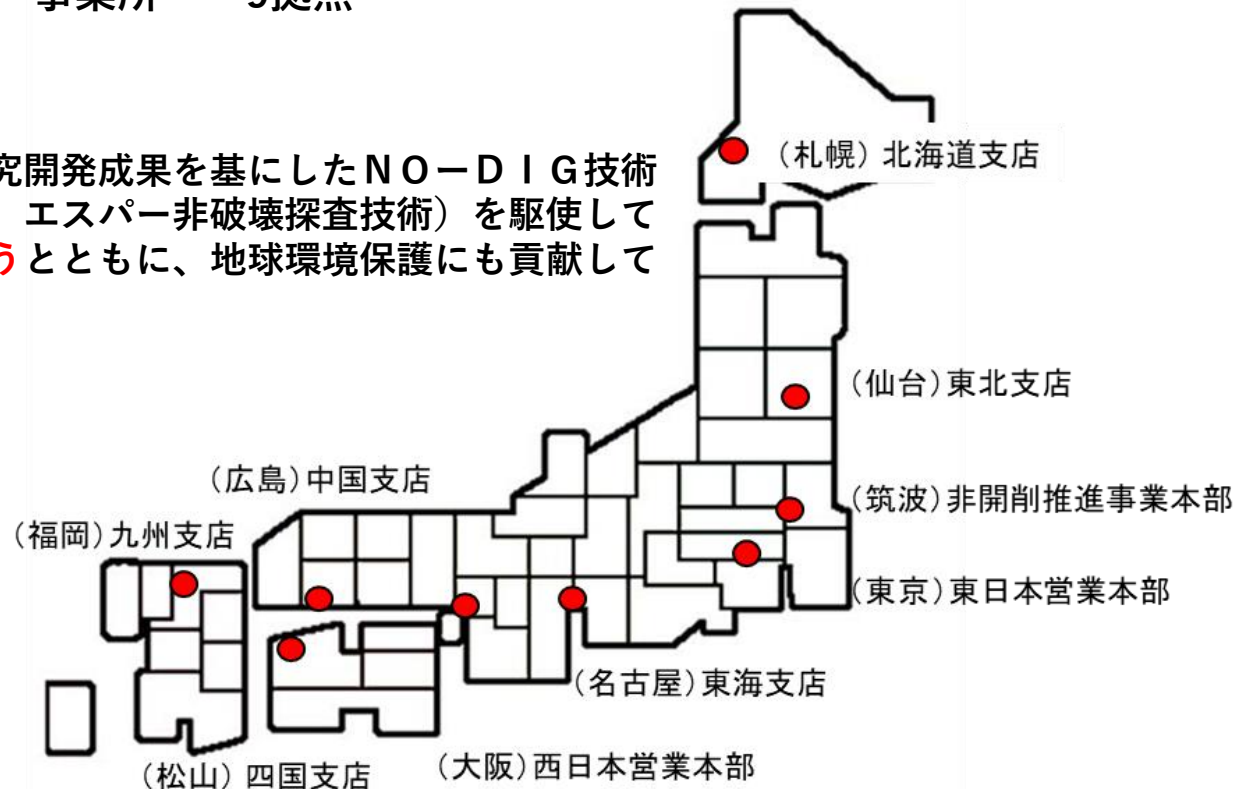 事業所 9拠点
究開発成果を基にしたNO-DIG技術
エスパー非破壊探査技術）を駆使して
うとともに、地球環境保護にも貢献して
（札幌）北海道支店
（仙台）東北支店
（広島）中国支店
（筑波）非開削推進事業本部
（福岡）九州支店
（東京）東日本営業本部
（名古屋）東海支店
（大阪）西日本営業本部
（松山）四国支店